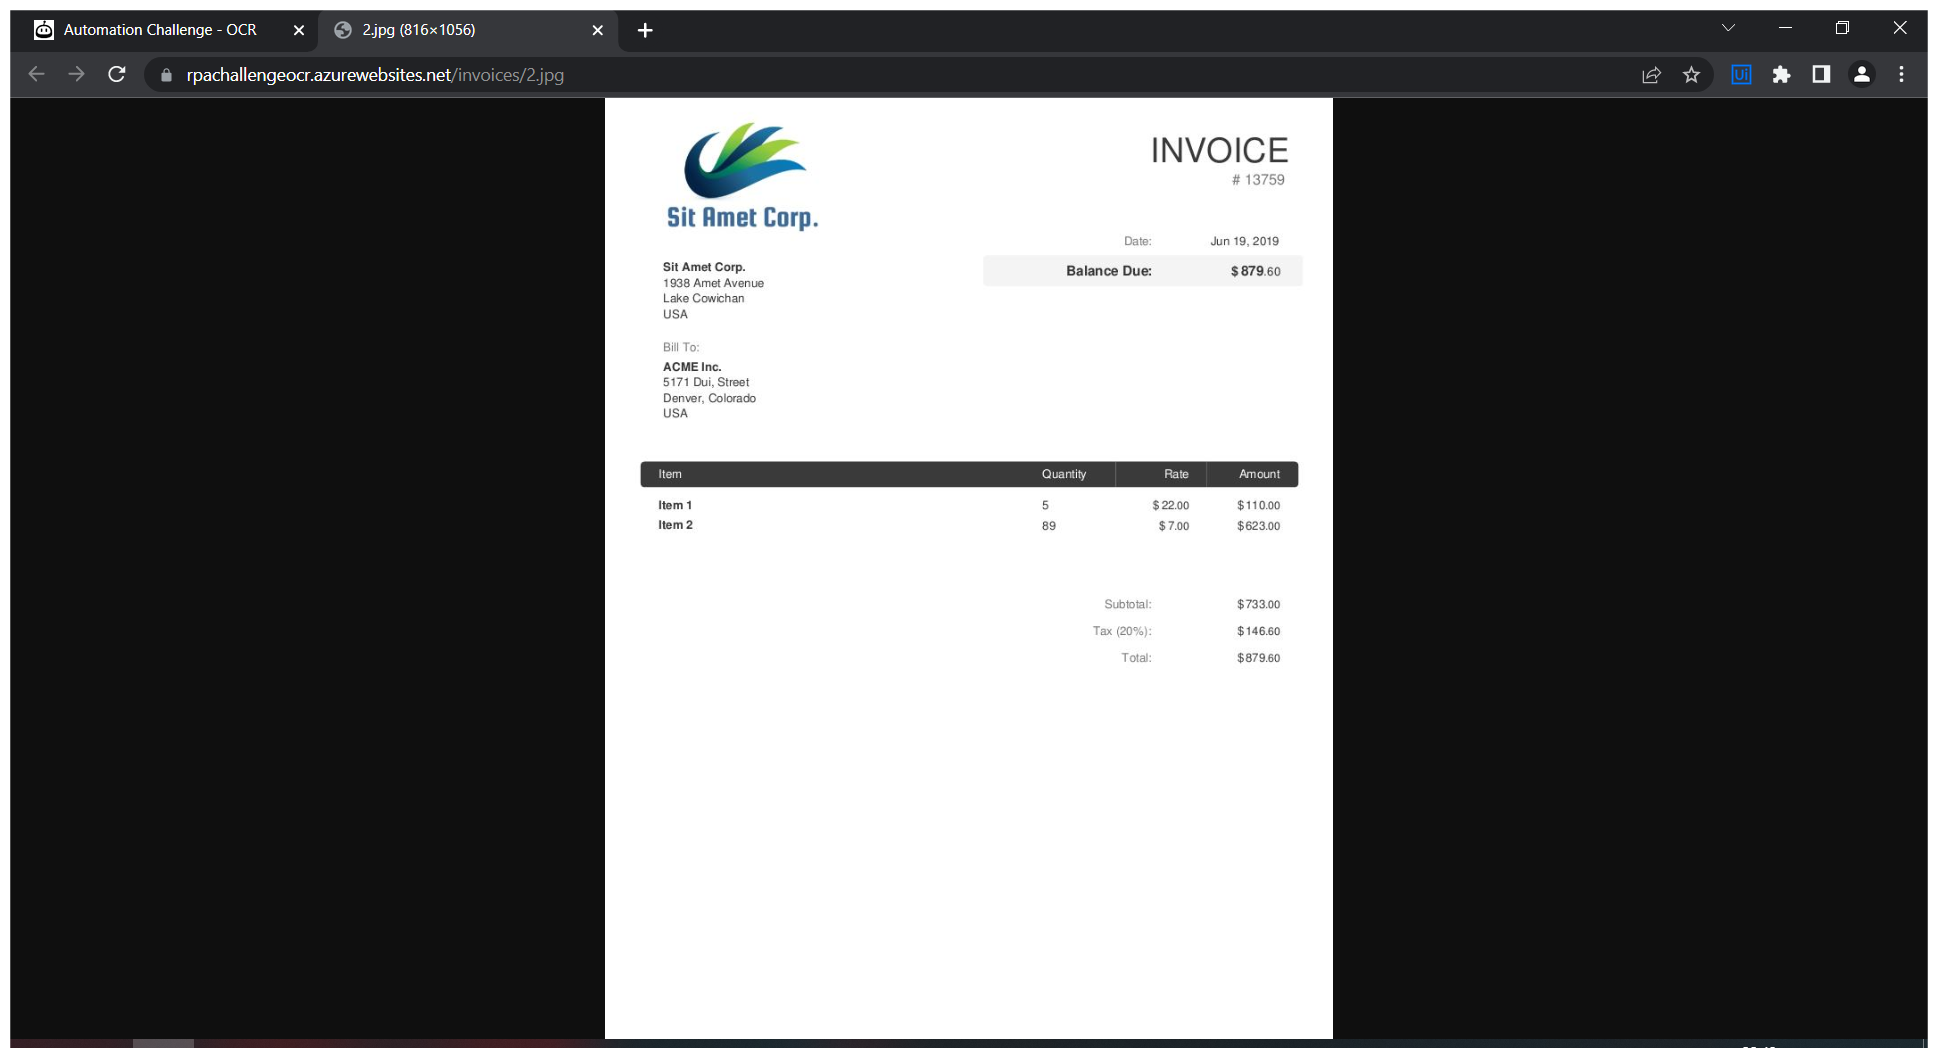 Automation Challenge - OCR
2.jpg (816×1056)
rpachallengeocr.azurewebsites.net/invoices/2.jpg
Ui
Sit Amet Corp.
INVOICE
# 13759
Date: Jun 19, 2019
Balance Due: $879.60
Sit Amet Corp.
1938 Amet Avenue
Lake Cowichan
USA
Bill To:
ACME Inc.
5171 Dui, Street
Denver, Colorado
USA
Item Quantity Rate Amount
Item 1 5 $22.00 $110.00
Item 2 89 $7.00 $623.00
Subtotal: $733.00
Tax (20%): $146.60
Total: $879.60